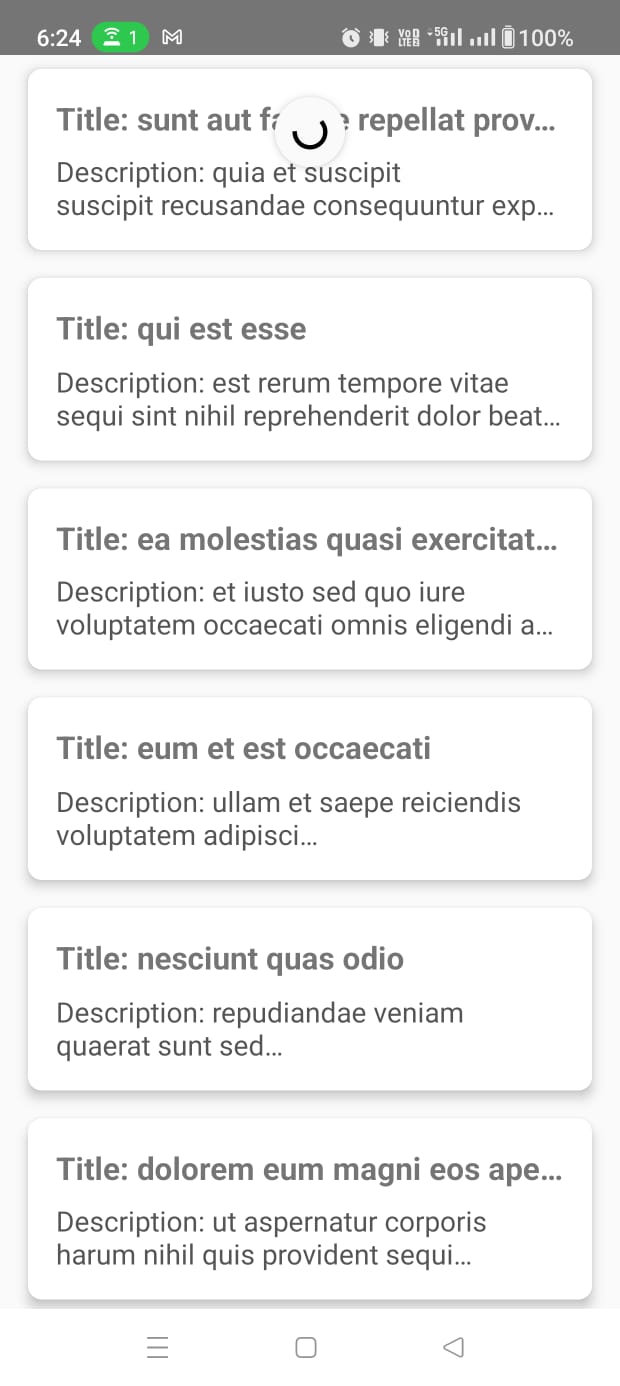 6:24 1 VoD LTEB 5G 100%
Title: sunt aut fa e repellat prov...
Description: quia et suscipit
suscipit recusandae consequuntur exp...
Title: qui est esse
Description: est rerum tempore vitae
sequi sint nihil reprehenderit dolor beat...
Title: ea molestias quasi exercitat...
Description: et iusto sed quo iure
voluptatem occaecati omnis eligendi a...
Title: eum et est occaecati
Description: ullam et saepe reiciendis
voluptatem adipisci...
Title: nesciunt quas odio
Description: repudiandae veniam
quaerat sunt sed...
Title: dolorem eum magni eos ape...
Description: ut aspernatur corporis
harum nihil quis provident sequi...